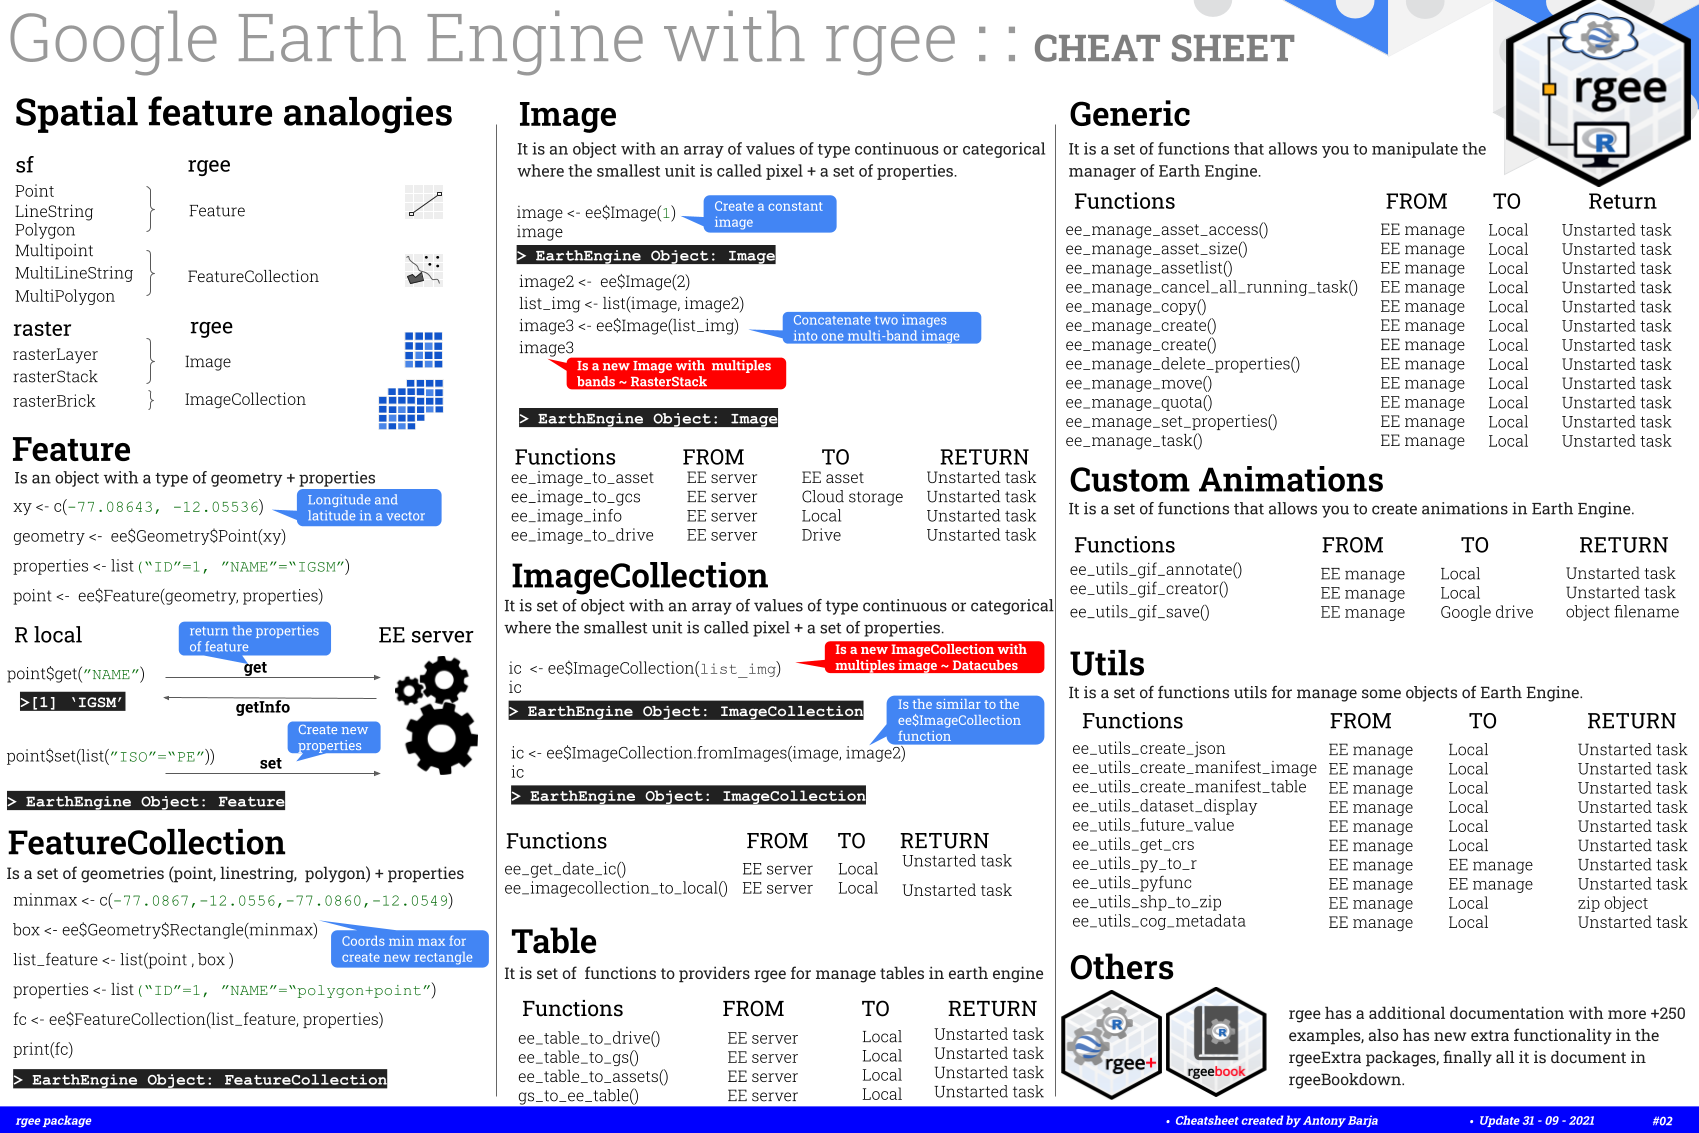 Google Earth Engine with rgee :: CHEAT SHEET
rgee
Spatial feature analogies
sf rgee
Point
LineString
Polygon
Feature
Multipoint
MultiLineString
MultiPolygon
FeatureCollection
raster rgee
rasterLayer
rasterStack
Image
rasterBrick
ImageCollection
Feature
Is an object with a type of geometry + properties
xy <- c(-77.08643, -12.05536)
Longitude and
latitude in a vector
geometry <- ee$Geometry$Point(xy)
properties <- list(“ID”=1, ”NAME”=“IGSM”)
point <- ee$Feature(geometry, properties)
R local EE server
return the properties
of feature
get
point$get(”NAME”)
>[1] ‘IGSM’
getInfo
Create new
properties
point$set(list(”ISO”=“PE”))
set
> EarthEngine Object: Feature
FeatureCollection
Is a set of geometries (point, linestring, polygon) + properties
minmax <- c(-77.0867,-12.0556,-77.0860,-12.0549)
box <- ee$Geometry$Rectangle(minmax)
Coords min max for
create new rectangle
list_feature <- list(point , box )
properties <- list(“ID”=1, ”NAME”=“polygon+point”)
fc <- ee$FeatureCollection(list_feature, properties)
print(fc)
> EarthEngine Object: FeatureCollection
Image
It is an object with an array of values of type continuous or categorical
where the smallest unit is called pixel + a set of properties.
image <- ee$Image(1)
Create a constant
image
image
> EarthEngine Object: Image
image2 <- ee$Image(2)
list_img <- list(image, image2)
image3 <- ee$Image(list_img)
Concatenate two images
into one multi-band image
image3
Is a new Image with multiples
bands ~ RasterStack
> EarthEngine Object: Image
Functions FROM TO RETURN
ee_image_to_asset EE server EE asset Unstarted task
ee_image_to_gcs EE server Cloud storage Unstarted task
ee_image_info EE server Local Unstarted task
ee_image_to_drive EE server Drive Unstarted task
ImageCollection
It is set of object with an array of values of type continuous or categorical
where the smallest unit is called pixel + a set of properties.
ic <- ee$ImageCollection(list_img)
Is a new ImageCollection with
multiples image ~ Datacubes
ic
> EarthEngine Object: ImageCollection
Is the similar to the
ee$ImageCollection
function
ic <- ee$ImageCollection.fromImages(image, image2)
ic
> EarthEngine Object: ImageCollection
Functions FROM TO RETURN
ee_get_date_ic() EE server Local Unstarted task
ee_imagecollection_to_local() EE server Local Unstarted task
Table
It is set of functions to providers rgee for manage tables in earth engine
Functions FROM TO RETURN
ee_table_to_drive() EE server Local Unstarted task
ee_table_to_gs() EE server Local Unstarted task
ee_table_to_assets() EE server Local Unstarted task
gs_to_ee_table() EE server Local Unstarted task
Generic
It is a set of functions that allows you to manipulate the
manager of Earth Engine.
Functions FROM TO Return
ee_manage_asset_access() EE manage Local Unstarted task
ee_manage_asset_size() EE manage Local Unstarted task
ee_manage_assetlist() EE manage Local Unstarted task
ee_manage_cancel_all_running_task() EE manage Local Unstarted task
ee_manage_copy() EE manage Local Unstarted task
ee_manage_create() EE manage Local Unstarted task
ee_manage_create() EE manage Local Unstarted task
ee_manage_delete_properties() EE manage Local Unstarted task
ee_manage_move() EE manage Local Unstarted task
ee_manage_quota() EE manage Local Unstarted task
ee_manage_set_properties() EE manage Local Unstarted task
ee_manage_task() EE manage Local Unstarted task
Custom Animations
It is a set of functions that allows you to create animations in Earth Engine.
Functions FROM TO RETURN
ee_utils_gif_annotate() EE manage Local Unstarted task
ee_utils_gif_creator() EE manage Local Unstarted task
ee_utils_gif_save() EE manage Google drive object filename
Utils
It is a set of functions utils for manage some objects of Earth Engine.
Functions FROM TO RETURN
ee_utils_create_json EE manage Local Unstarted task
ee_utils_create_manifest_image EE manage Local Unstarted task
ee_utils_create_manifest_table EE manage Local Unstarted task
ee_utils_dataset_display EE manage Local Unstarted task
ee_utils_future_value EE manage Local Unstarted task
ee_utils_get_crs EE manage Local Unstarted task
ee_utils_py_to_r EE manage EE manage Unstarted task
ee_utils_pyfunc EE manage EE manage Unstarted task
ee_utils_shp_to_zip EE manage Local zip object
ee_utils_cog_metadata EE manage Local Unstarted task
Others
rgee+
rgeebook
rgee has a additional documentation with more +250
examples, also has new extra functionality in the
rgeeExtra packages, finally all it is document in
rgeeBookdown.
rgee package • Cheatsheet created by Antony Barja • Update 31 - 09 - 2021 #02